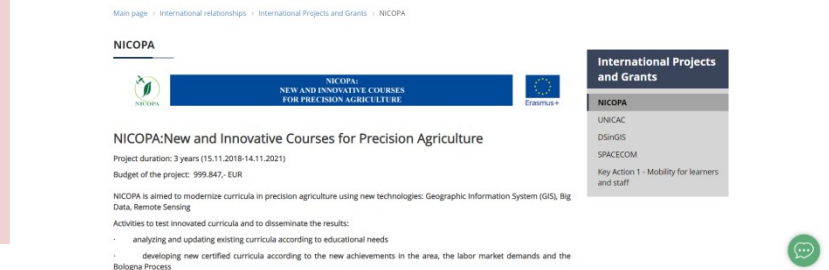 Main page > International relationships > International Projects and Grants > NICOPA
NICOPA
NICOPA
NICOPA:
NEW AND INNOVATIVE COURSES
FOR PRECISION AGRICULTURE
Erasmus+
NICOPA:New and Innovative Courses for Precision Agriculture
Project duration: 3 years (15.11.2018-14.11.2021)
Budget of the project: 999.847,- EUR
NICOPA is aimed to modernize curricula in precision agriculture using new technologies: Geographic Information System (GIS), Big
Data, Remote Sensing
Activities to test innovated curricula and to disseminate the results:
· analyzing and updating existing curricula according to educational needs
· developing new certified curricula according to the new achievements in the area, the labor market demands and the
Bologna Process
International Projects
and Grants
NICOPA
UNICAC
DSinGIS
SPACECOM
Key Action 1 - Mobility for learners
and staff